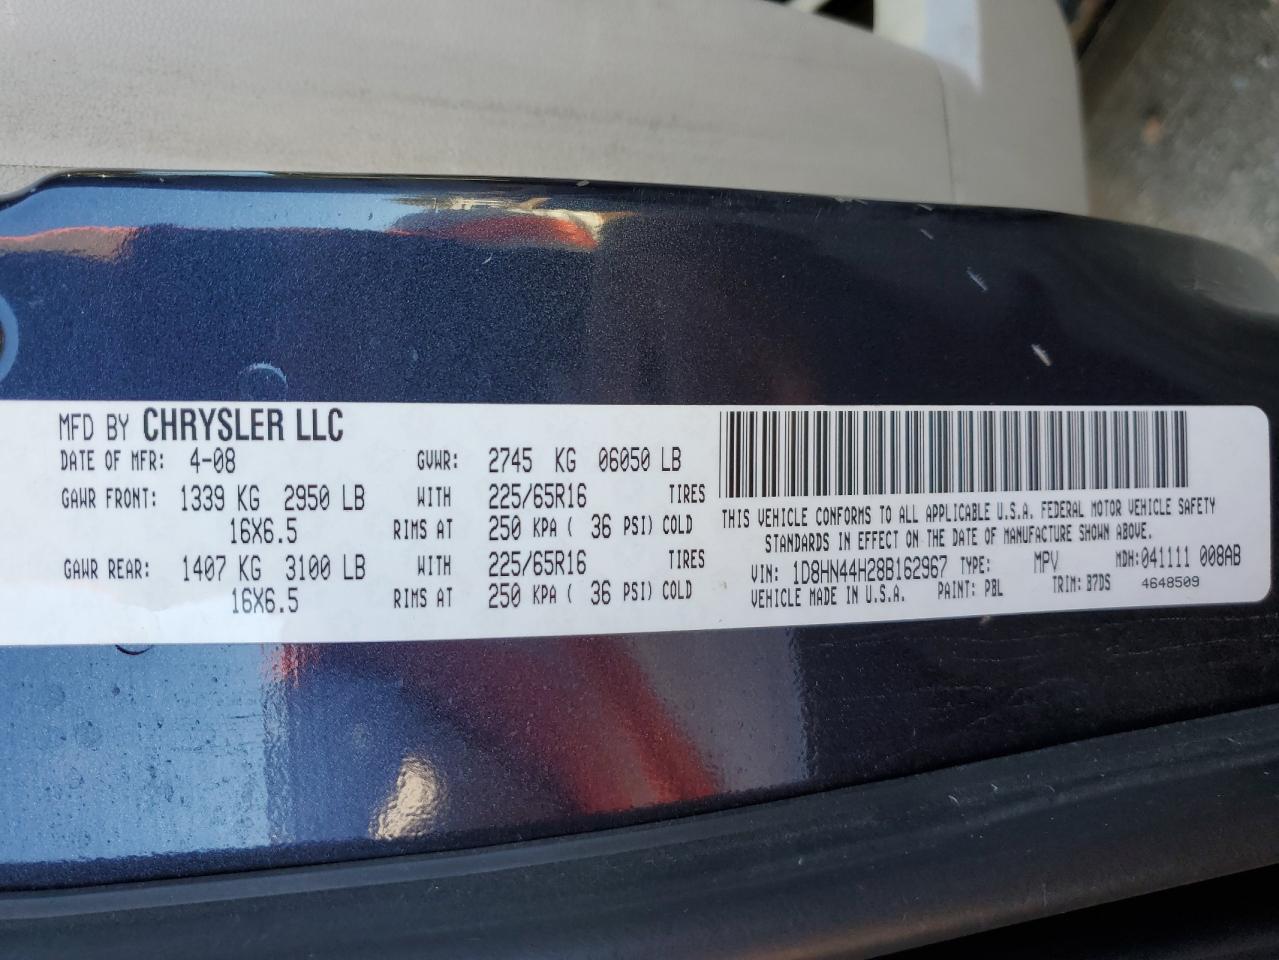 MFD BY CHRYSLER LLC
DATE OF MFR: 4-08 GVWR: 2745 KG 06050 LB
GAWR FRONT: 1339 KG 2950 LB WITH 225/65R16 TIRES
16X6.5 RIMS AT 250 KPA ( 36 PSI) COLD
GAWR REAR: 1407 KG 3100 LB WITH 225/65R16 TIRES
16X6.5 RIMS AT 250 KPA ( 36 PSI) COLD
THIS VEHICLE CONFORMS TO ALL APPLICABLE U.S.A. FEDERAL MOTOR VEHICLE SAFETY
STANDARDS IN EFFECT ON THE DATE OF MANUFACTURE SHOWN ABOVE.
VIN: 1D8HN44H28B162967 TYPE: MPV MDH: 041111 008AB
VEHICLE MADE IN U.S.A. PAINT: PBL TRIM: B7DS 4648509